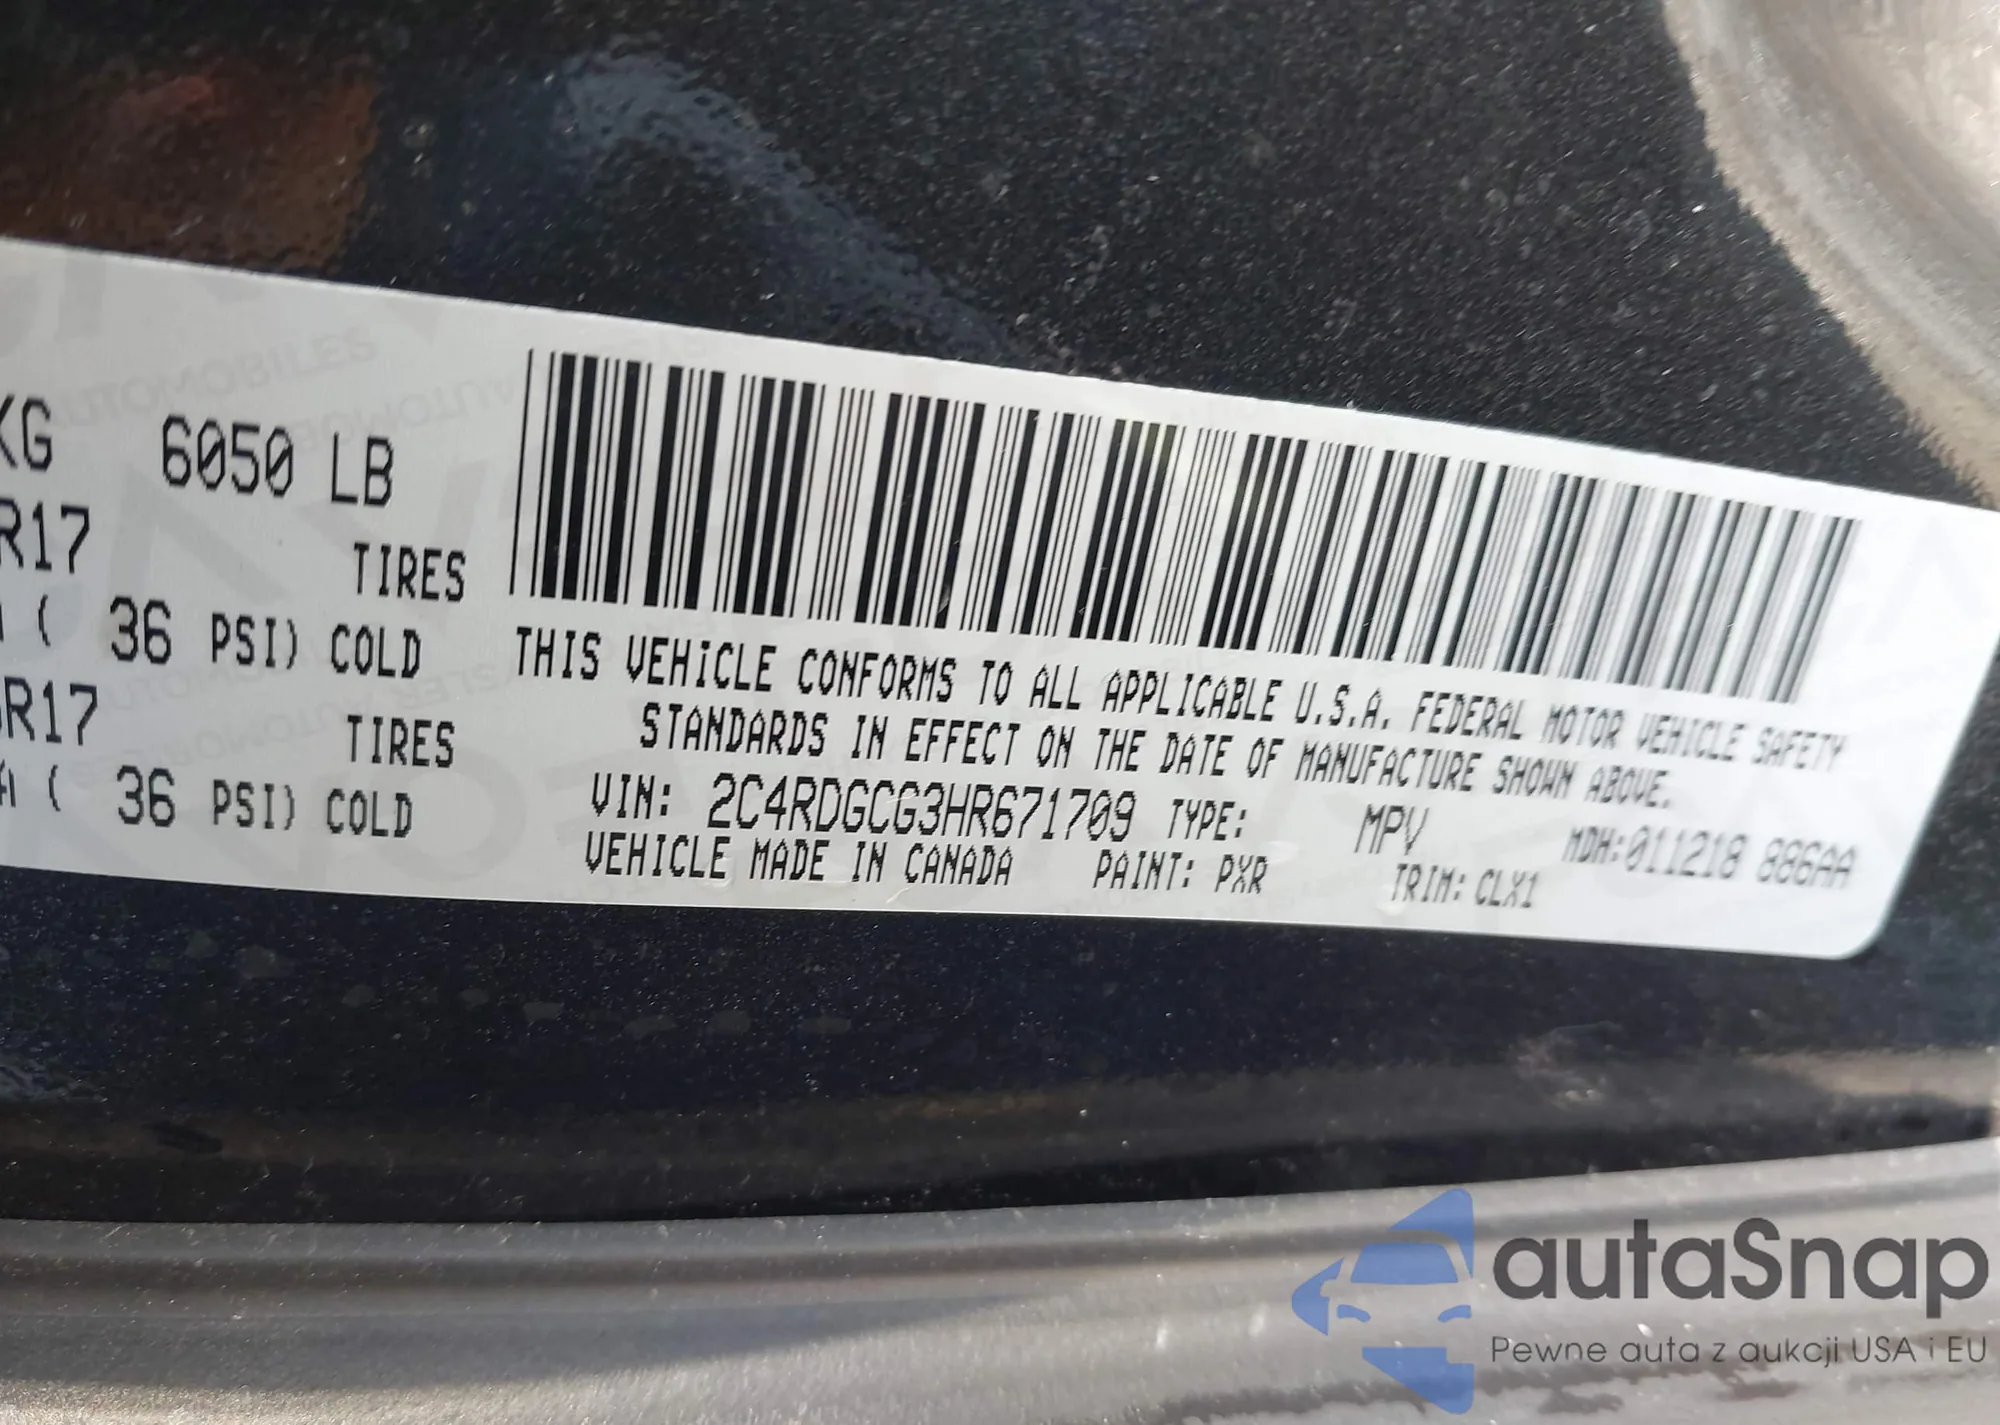 KG 6050 LB
R17 TIRES
( 36 PSI) COLD
R17 TIRES
( 36 PSI) COLD
THIS VEHiCLE CONFORMS TO ALL APPLICABLE U.S.A. FEDERAL MOTOR VEHICLE SAFETY
STANDARDS IN EFFECT ON THE DATE OF MANUFACTURE SHOWN ABOVE.
VIN: 2C4RDGCG3HR671709 TYPE: MPV MDH:011218 886AA
VEHICLE MADE IN CANADA PAINT: PXR TRIM: CLX1
autaSnap
Pewne auta z aukcji USA i EU